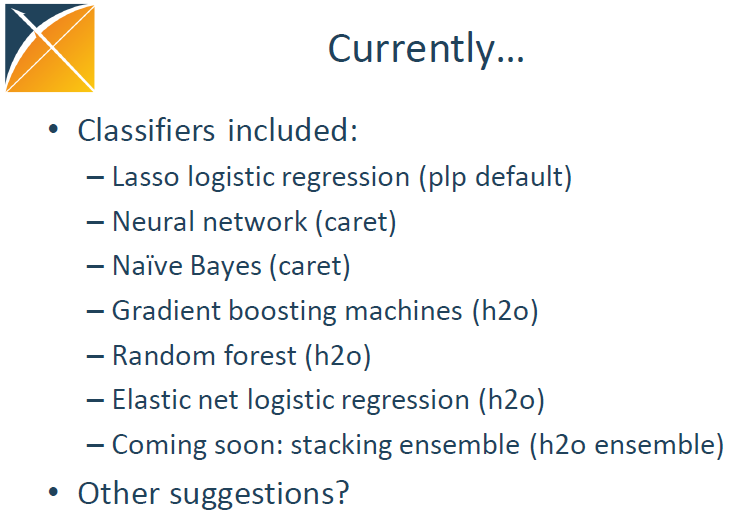 Currently...
• Classifiers included:
– Lasso logistic regression (plp default)
– Neural network (caret)
– Naïve Bayes (caret)
– Gradient boosting machines (h2o)
– Random forest (h2o)
– Elastic net logistic regression (h2o)
– Coming soon: stacking ensemble (h2o ensemble)
• Other suggestions?